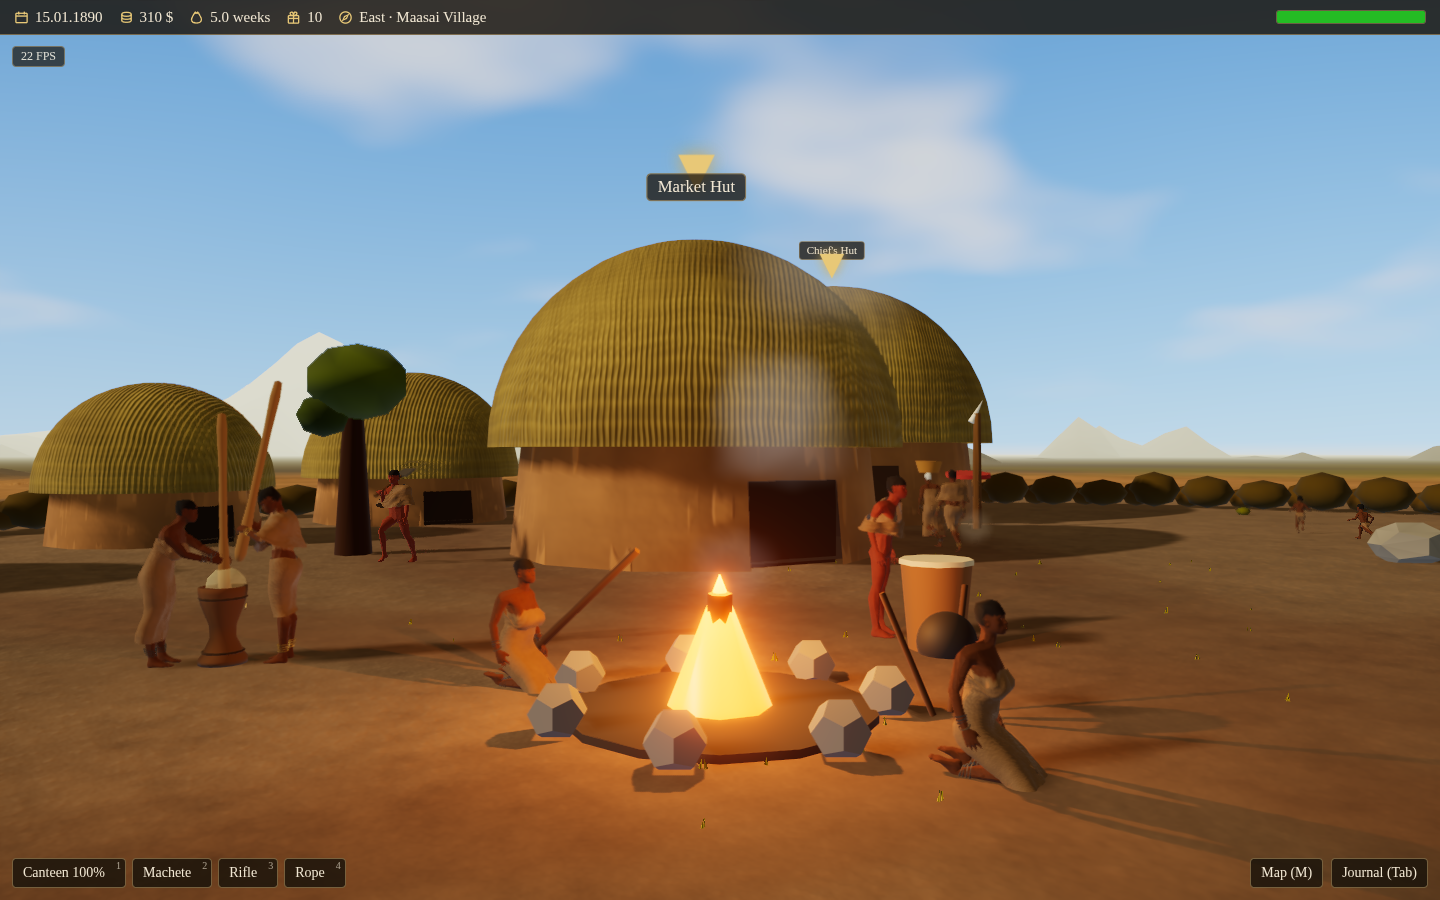 15.01.1890 310 $ 5.0 weeks 10 East · Maasai Village
22 FPS
Market Hut
Chief's Hut
Canteen 100% 1 Machete 2 Rifle 3 Rope 4 Map (M) Journal (Tab)